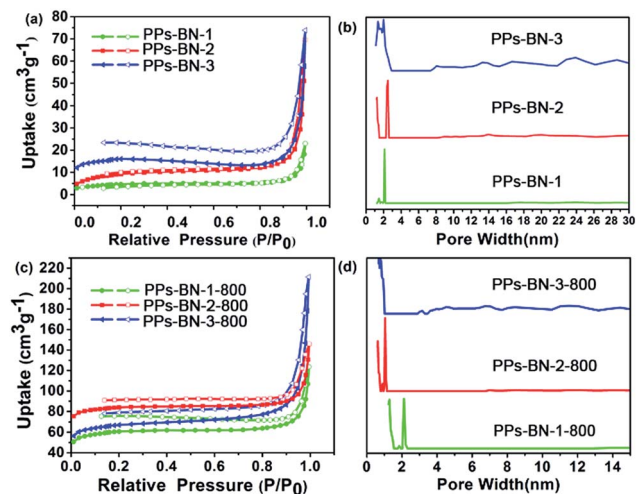 (a)
PPs-BN-1
PPs-BN-2
PPs-BN-3
80
70
60
50
40
30
20
10
0
Uptake (cm3g-1)
0.0 0.2 0.4 0.6 0.8 1.0
Relative Pressure (P/P0)
(b)
PPs-BN-3
PPs-BN-2
PPs-BN-1
0 2 4 6 8 10 12 14 16 18 20 22 24 26 28 30
Pore Width(nm)
(c)
PPs-BN-1-800
PPs-BN-2-800
PPs-BN-3-800
220
200
180
160
140
120
100
80
60
40
Uptake (cm3g-1)
0.0 0.2 0.4 0.6 0.8 1.0
Relative Pressure (P/P0)
(d)
PPs-BN-3-800
PPs-BN-2-800
PPs-BN-1-800
0 2 4 6 8 10 12 14
Pore Width(nm)